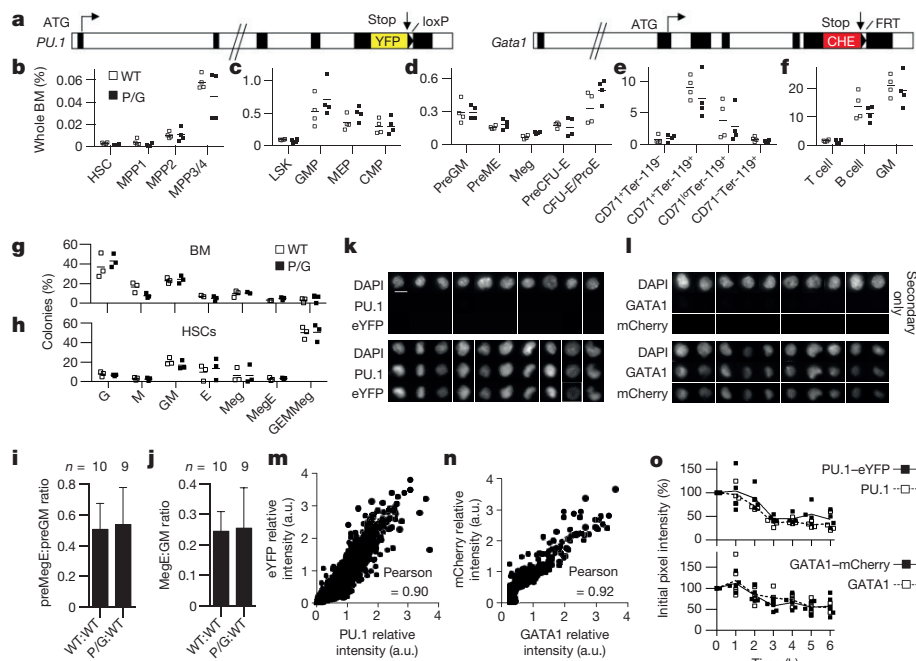 a
ATG
Stop
loxP
YFP
PU.1
ATG
Stop
FRT
CHE
Gata1
b
WT
P/G
Whole BM (%)
0.06
0.04
0.02
0
HSC
MPP1
MPP2
MPP3/4
c
1.0
0.5
0
LSK
GMP
MEP
CMP
d
0.6
0.3
0
PreGM
PreME
Meg
PreCFU-E
CFU-E/ProE
e
15
10
5
0
CD71+Ter-119-
CD71+Ter-119+
CD71loTer-119+
CD71-Ter-119+
f
30
20
10
0
T cell
B cell
GM
g
BM
WT
P/G
60
40
20
0
Colonies (%)
h
HSCs
60
40
20
0
G
M
GM
E
Meg
MegE
GEMMeg
k
DAPI
PU.1
eYFP
DAPI
PU.1
eYFP
l
DAPI
GATA1
mCherry
Secondary only
DAPI
GATA1
mCherry
i
n = 10 9
preMegE:preGM ratio
0.8
0.6
0.4
0.2
0
WT:WT
P/G:WT
j
10 9
MegE:GM ratio
0.4
0.2
0
WT:WT
P/G:WT
m
eYFP relative
intensity (a.u.)
4
3
2
1
0
Pearson
= 0.90
0 1 2 3 4
PU.1 relative
intensity (a.u.)
n
mCherry relative
intensity (a.u.)
6
4
2
0
Pearson
= 0.92
0 1 2 3 4
GATA1 relative
intensity (a.u.)
o
Initial pixel intensity (%)
150
100
50
0
PU.1–eYFP
PU.1
150
100
50
0
GATA1–mCherry
GATA1
0 1 2 3 4 5 6